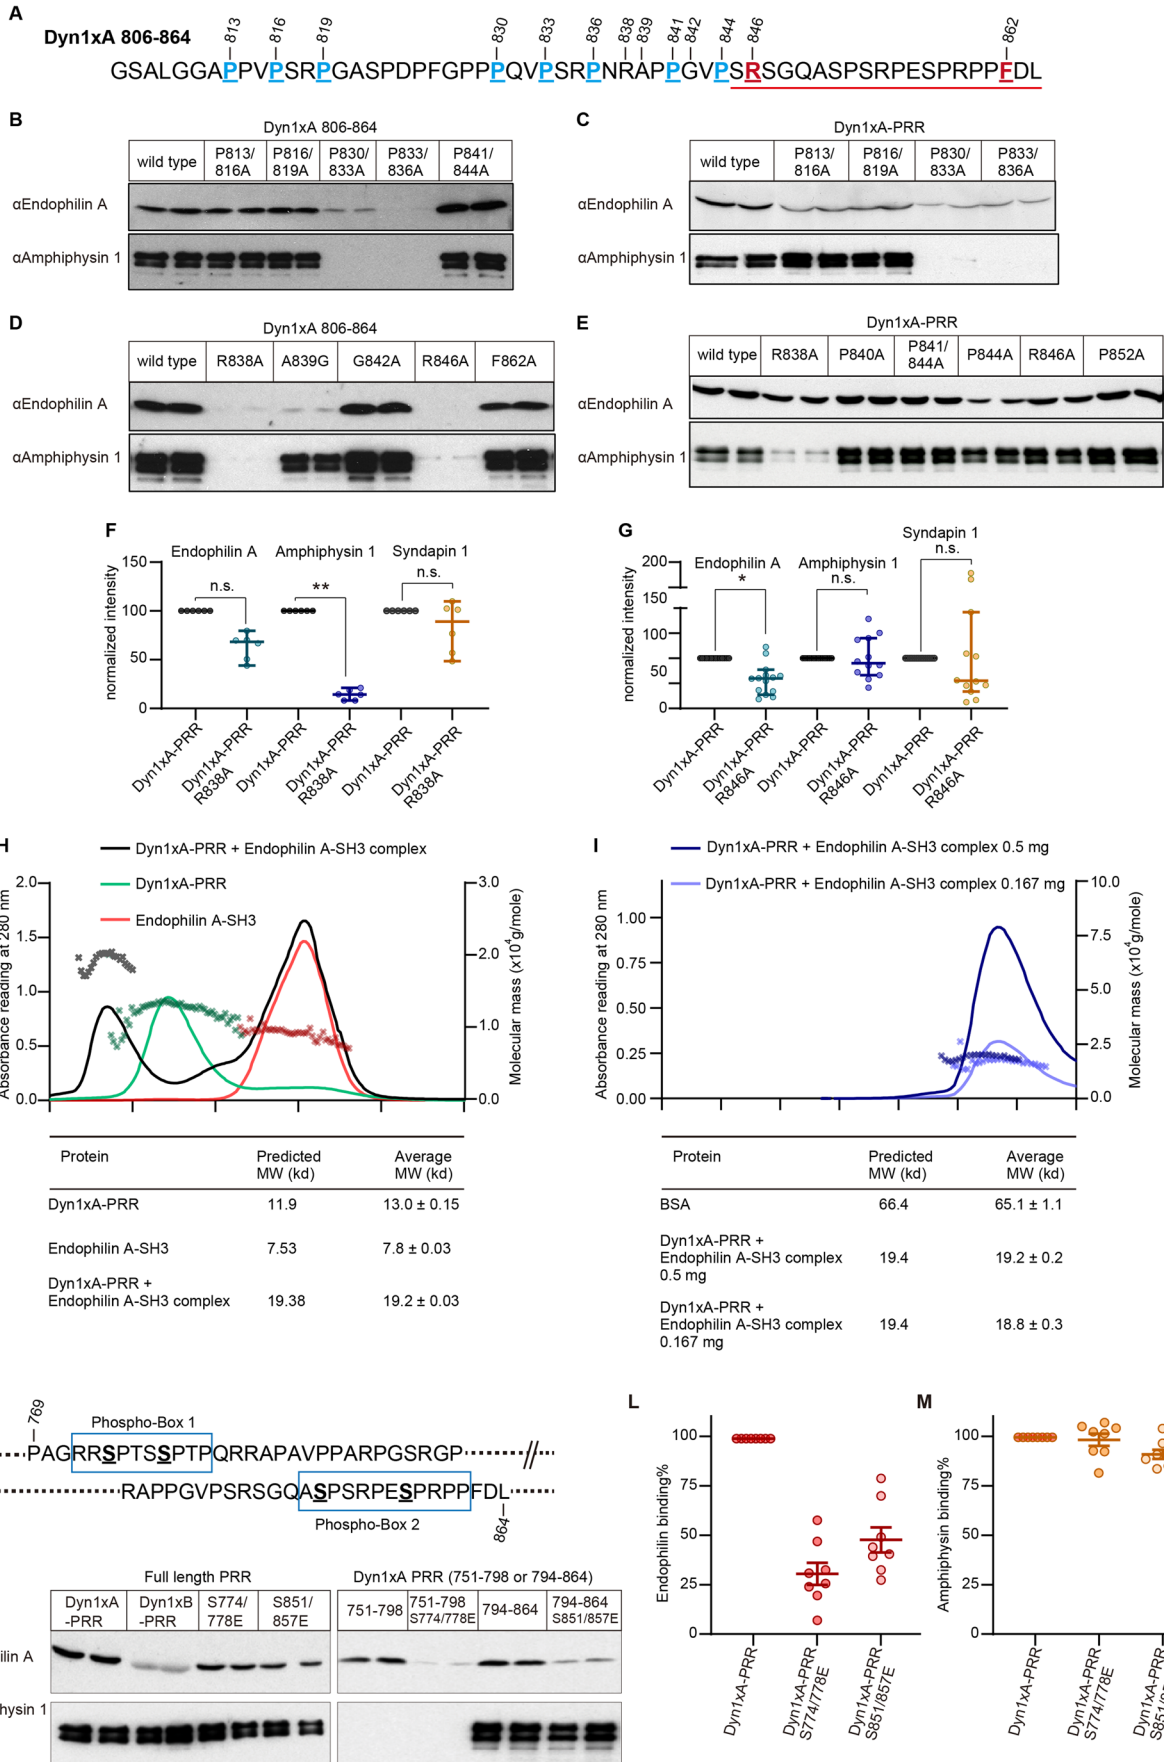 A
Dyn1xA 806-864
813 816 819 830 833 836 838 839 841 842 844 846 862
GSALGGAPPVPSRPGASPDPFGPPPQVPSRPNRAPPGVPSRSGQASPSRPESPRPPFDL
B
Dyn1xA 806-864
wild type P813/816A P816/819A P830/833A P833/836A P841/844A
αEndophilin A
αAmphiphysin 1
C
Dyn1xA-PRR
wild type P813/816A P816/819A P830/833A P833/836A
αEndophilin A
αAmphiphysin 1
D
Dyn1xA 806-864
wild type R838A A839G G842A R846A F862A
αEndophilin A
αAmphiphysin 1
E
Dyn1xA-PRR
wild type R838A P840A P841/844A P844A R846A P852A
αEndophilin A
αAmphiphysin 1
F
Endophilin A Amphiphysin 1 Syndapin 1
n.s. ** n.s.
normalized intensity
150
100
50
0
Dyn1xA-PRR
Dyn1xA-PRR R838A
Dyn1xA-PRR
Dyn1xA-PRR R838A
Dyn1xA-PRR
Dyn1xA-PRR R838A
G
Syndapin 1
Endophilin A Amphiphysin 1
* n.s. n.s.
normalized intensity
200
150
100
50
0
Dyn1xA-PRR
Dyn1xA-PRR R846A
Dyn1xA-PRR
Dyn1xA-PRR R846A
Dyn1xA-PRR
Dyn1xA-PRR R846A
H
Dyn1xA-PRR + Endophilin A-SH3 complex
Dyn1xA-PRR
Endophilin A-SH3
Absorbance reading at 280 nm
2.0
1.5
1.0
0.5
0.0
3.0
2.0
1.0
0.0
Molecular mass (x10⁴g/mole)
Protein Predicted MW (kd) Average MW (kd)
Dyn1xA-PRR 11.9 13.0 ± 0.15
Endophilin A-SH3 7.53 7.8 ± 0.03
Dyn1xA-PRR +
Endophilin A-SH3 complex 19.38 19.2 ± 0.03
I
Dyn1xA-PRR + Endophilin A-SH3 complex 0.5 mg
Dyn1xA-PRR + Endophilin A-SH3 complex 0.167 mg
Absorbance reading at 280 nm
1.00
0.75
0.50
0.25
0.00
10.0
7.5
5.0
2.5
0.0
Molecular mass (x10⁴g/mole)
Protein Predicted MW (kd) Average MW (kd)
BSA 66.4 65.1 ± 1.1
Dyn1xA-PRR +
Endophilin A-SH3 complex 19.4 19.2 ± 0.2
0.5 mg
Dyn1xA-PRR +
Endophilin A-SH3 complex 19.4 18.8 ± 0.3
0.167 mg
769
Phospho-Box 1
PAGRRSPTSSPTPQRRAPAVPPARPGSRGP
RAPPGVPSRSGQASPSRPESPRPPFDL
Phospho-Box 2
864
Full length PRR
Dyn1xA-PRR Dyn1xB-PRR S774/778E S851/857E
ilin A
hysin 1
Dyn1xA PRR (751-798 or 794-864)
751-798 751-798 S774/778E 794-864 794-864 S851/857E
L
Endophilin binding%
100
75
50
25
0
Dyn1xA-PRR
Dyn1xA-PRR S774/778E
Dyn1xA-PRR S851/857E
M
Amphiphysin binding%
100
75
50
25
0
Dyn1xA-PRR
Dyn1xA-PRR S774/778E